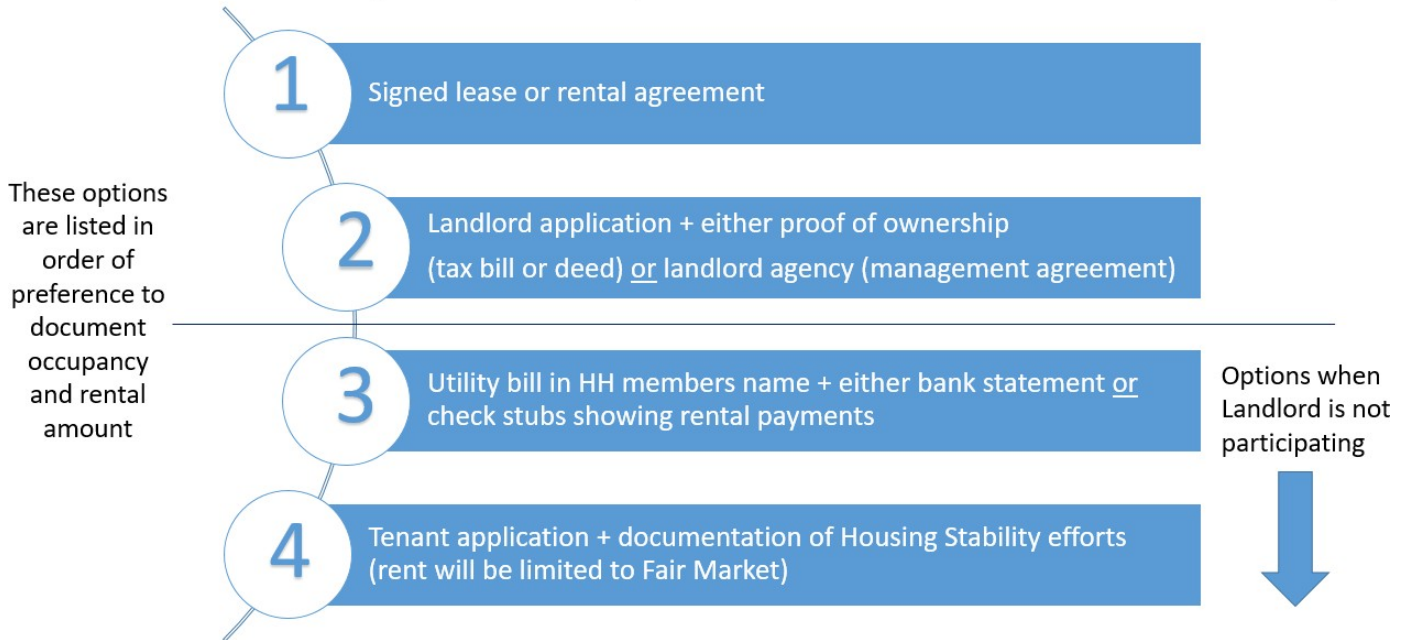 These options
are listed in
order of
preference to
document
occupancy
and rental
amount
1
Signed lease or rental agreement
2
Landlord application + either proof of ownership
(tax bill or deed) or landlord agency (management agreement)
3
Utility bill in HH members name + either bank statement or
check stubs showing rental payments
4
Tenant application + documentation of Housing Stability efforts
(rent will be limited to Fair Market)
Options when
Landlord is not
participating